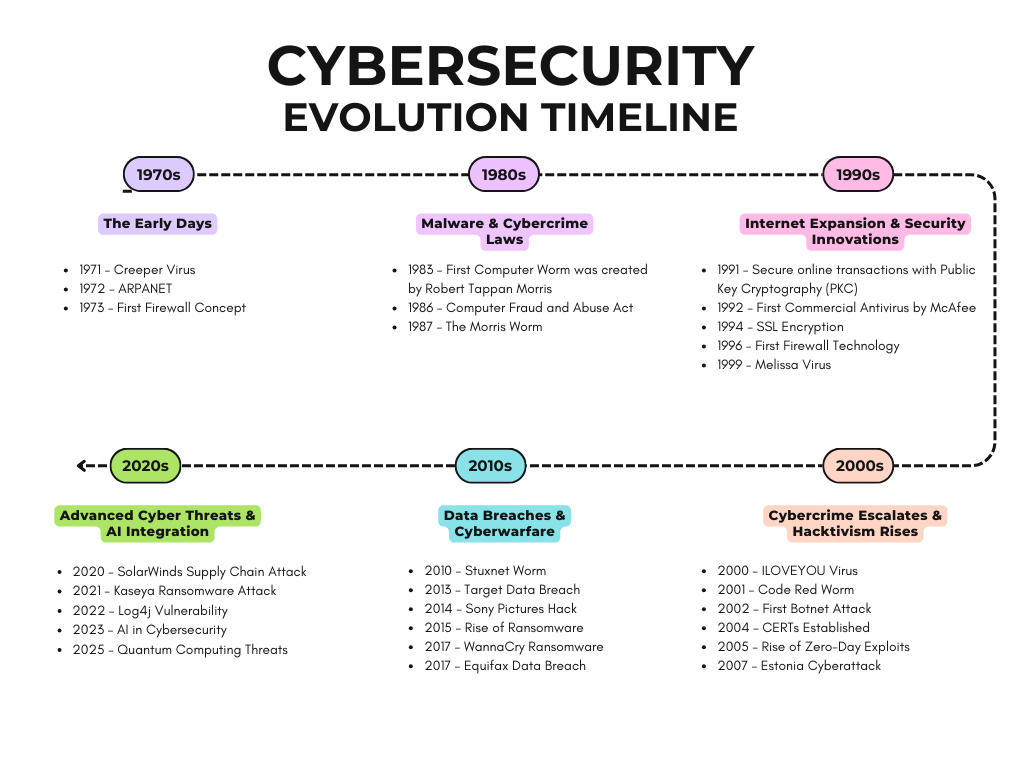 CYBERSECURITY
EVOLUTION TIMELINE
1970s
The Early Days
• 1971 - Creeper Virus
• 1972 - ARPANET
• 1973 - First Firewall Concept
1980s
Malware & Cybercrime
Laws
• 1983 - First Computer Worm was created
by Robert Tappan Morris
• 1986 - Computer Fraud and Abuse Act
• 1987 - The Morris Worm
1990s
Internet Expansion & Security
Innovations
• 1991 - Secure online transactions with Public
Key Cryptography (PKC)
• 1992 - First Commercial Antivirus by McAfee
• 1994 - SSL Encryption
• 1996 - First Firewall Technology
• 1999 - Melissa Virus
2000s
Cybercrime Escalates &
Hacktivism Rises
• 2000 - ILOVEYOU Virus
• 2001 - Code Red Worm
• 2002 - First Botnet Attack
• 2004 - CERTs Established
• 2005 - Rise of Zero-Day Exploits
• 2007 - Estonia Cyberattack
2010s
Data Breaches &
Cyberwarfare
• 2010 - Stuxnet Worm
• 2013 - Target Data Breach
• 2014 - Sony Pictures Hack
• 2015 - Rise of Ransomware
• 2017 - WannaCry Ransomware
• 2017 - Equifax Data Breach
2020s
Advanced Cyber Threats &
AI Integration
• 2020 - SolarWinds Supply Chain Attack
• 2021 - Kaseya Ransomware Attack
• 2022 - Log4j Vulnerability
• 2023 - AI in Cybersecurity
• 2025 - Quantum Computing Threats